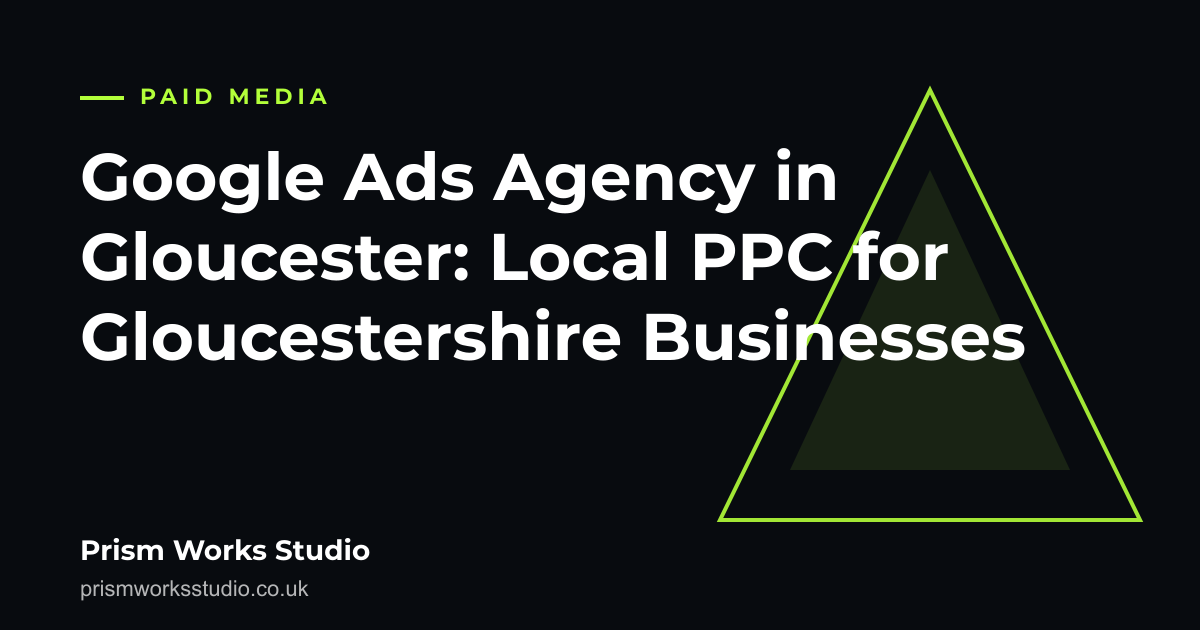 PAID MEDIA
Google Ads Agency in
Gloucester: Local PPC for
Gloucestershire Businesses
Prism Works Studio
prismworksstudio.co.uk